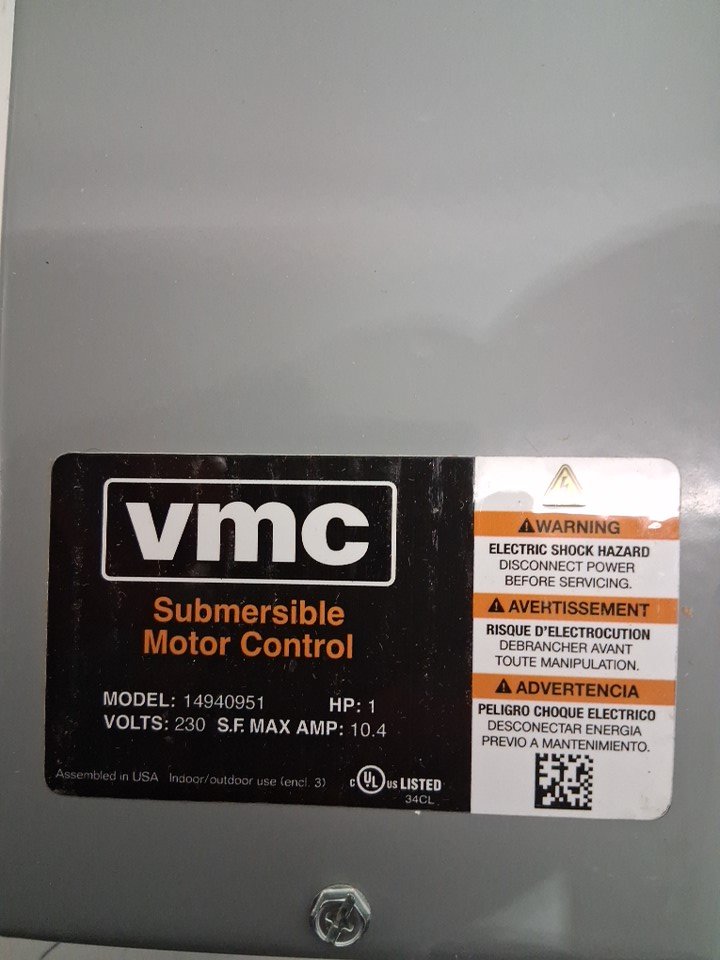 vmc
Submersible
Motor Control
MODEL: 14940951 HP: 1
VOLTS: 230 S.F. MAX AMP: 10.4
Assembled in USA Indoor/outdoor use (encl. 3)
C UL US LISTED
34CL
WARNING
ELECTRIC SHOCK HAZARD
DISCONNECT POWER
BEFORE SERVICING.
AVERTISSEMENT
RISQUE D'ELECTROCUTION
DEBRANCHER AVANT
TOUTE MANIPULATION.
ADVERTENCIA
PELIGRO CHOQUE ELECTRICO
DESCONECTAR ENERGIA
PREVIO A MANTENIMIENTO.